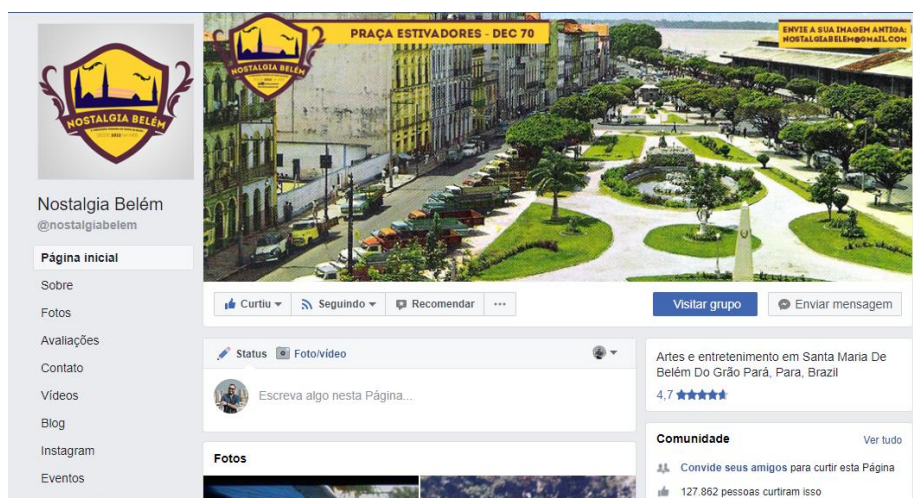 NOSTALGIA BELÉM
Nostalgia Belém
@nostalgiabelem
Página inicial
Sobre
Fotos
Avaliações
Contato
Vídeos
Blog
Instagram
Eventos
PRAÇA ESTIVADORES - DEC 70
NOSTALGIA BELÉM
ENVIE A SUA IMAGEM ANTIGA:
NOSTALGIABELEM@GMAIL.COM
Curtiu
Seguindo
Recomendar
Visitar grupo
Enviar mensagem
Status
Foto/vídeo
Escreva algo nesta Página...
Fotos
Artes e entretenimento em Santa Maria De
Belém Do Grão Pará, Para, Brazil
4,7
Comunidade
Ver tudo
Convide seus amigos para curtir esta Página
127.862 pessoas curtiram isso